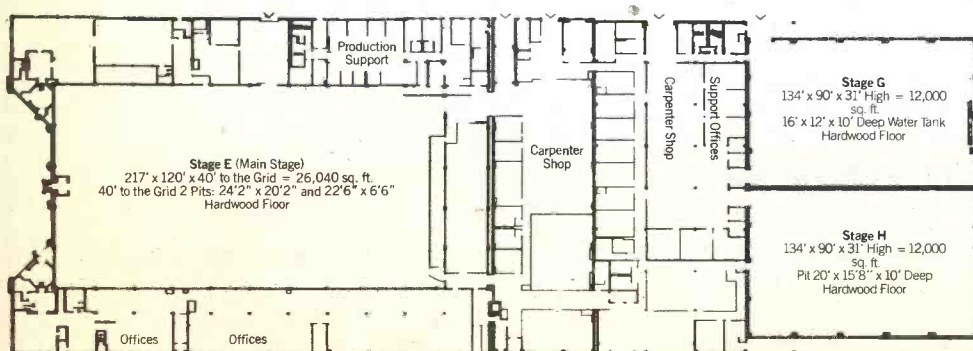 Production
Support
Stage E (Main Stage)
217' x 120' x 40' to the Grid = 26,040 sq. ft.
40' to the Grid 2 Pits: 24'2" x 20'2" and 22'6" x 6'6"
Hardwood Floor
Offices
Offices
Carpenter
Shop
Carpenter Shop
Support Offices
Stage G
134' x 90' x 31' High = 12,000
sq. ft.
16' x 12' x 10' Deep Water Tank
Hardwood Floor
Stage H
134' x 90' x 31' High = 12,000
sq. ft.
Pit 20' x 15'8" x 10' Deep
Hardwood Floor